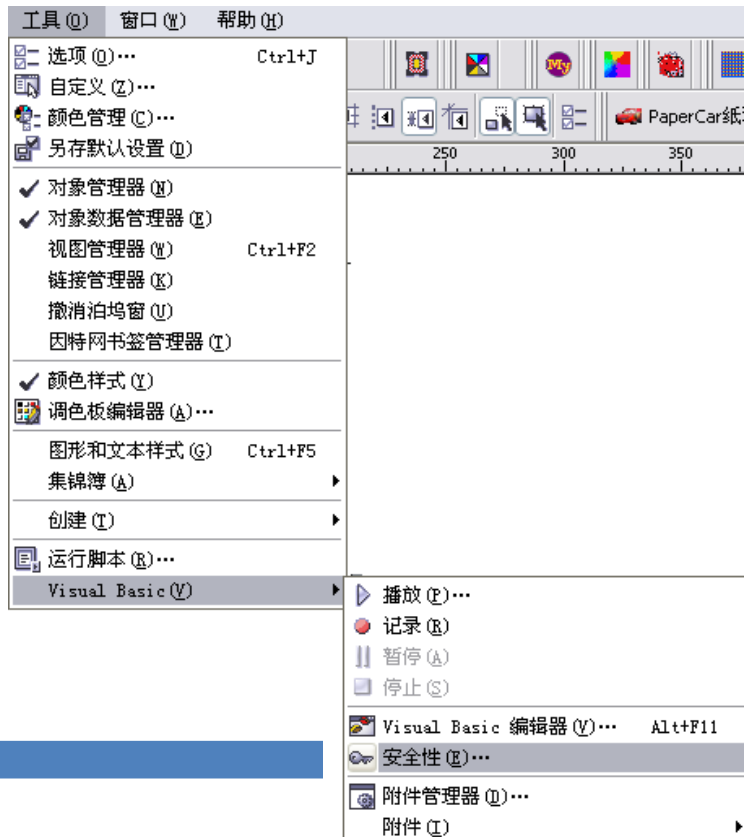 工具(O) 窗口(W) 帮助(H)
选项(O)… Ctrl+J
自定义(Z)…
颜色管理(C)…
另存默认设置(D)
My
PaperCar纸
250 300 350
对象管理器(N)
对象数据管理器(E)
视图管理器(W) Ctrl+F2
链接管理器(K)
撤消泊坞窗(U)
因特网书签管理器(T)
颜色样式(Y)
调色板编辑器(A)…
图形和文本样式(G) Ctrl+F5
集锦簿(A)
创建(T)
运行脚本(R)…
Visual Basic(V)
播放(P)…
记录(R)
暂停(A)
停止(S)
Visual Basic 编辑器(V)… Alt+F11
安全性(E)…
附件管理器(D)…
附件(I)